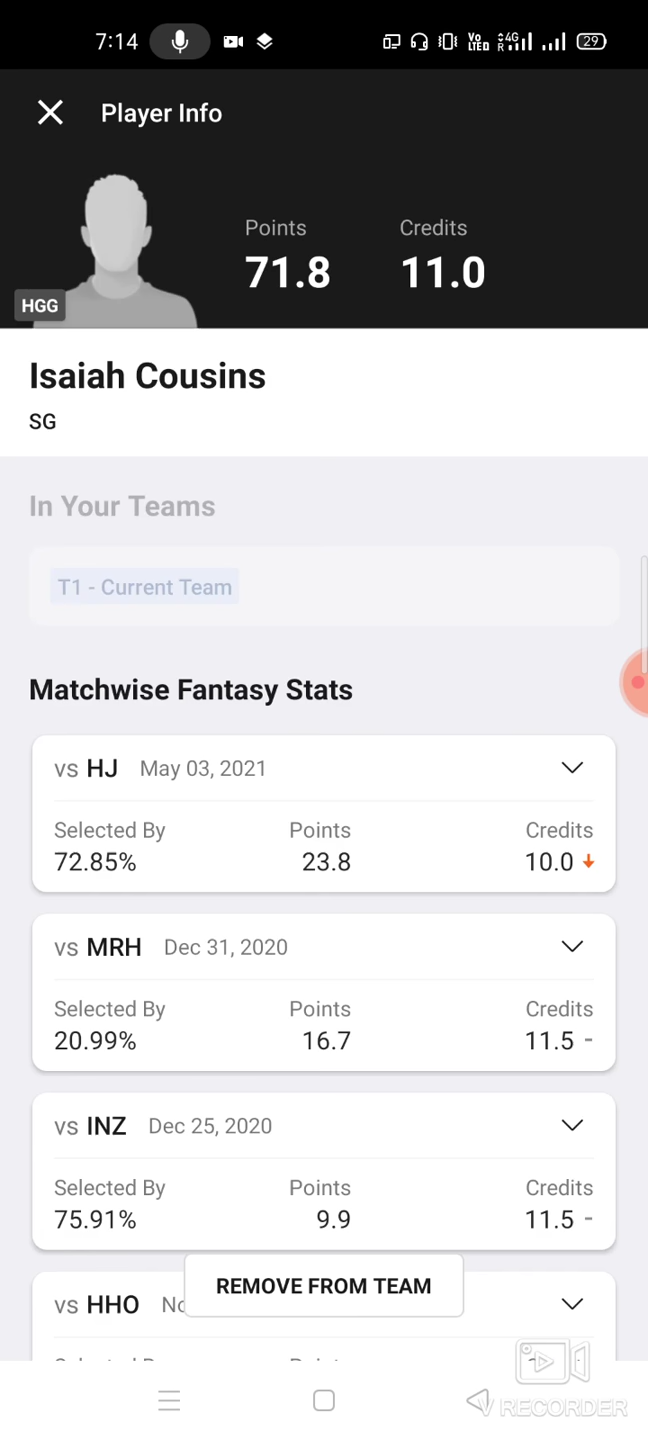 7:14 Vo LTED 4G R 29
Player Info
Points Credits
71.8 11.0
HGG
Isaiah Cousins
SG
In Your Teams
T1 - Current Team
Matchwise Fantasy Stats
vs HJ May 03, 2021
Selected By Points Credits
72.85% 23.8 10.0
vs MRH Dec 31, 2020
Selected By Points Credits
20.99% 16.7 11.5 -
vs INZ Dec 25, 2020
Selected By Points Credits
75.91% 9.9 11.5 -
REMOVE FROM TEAM
vs HHO
V RECORDER